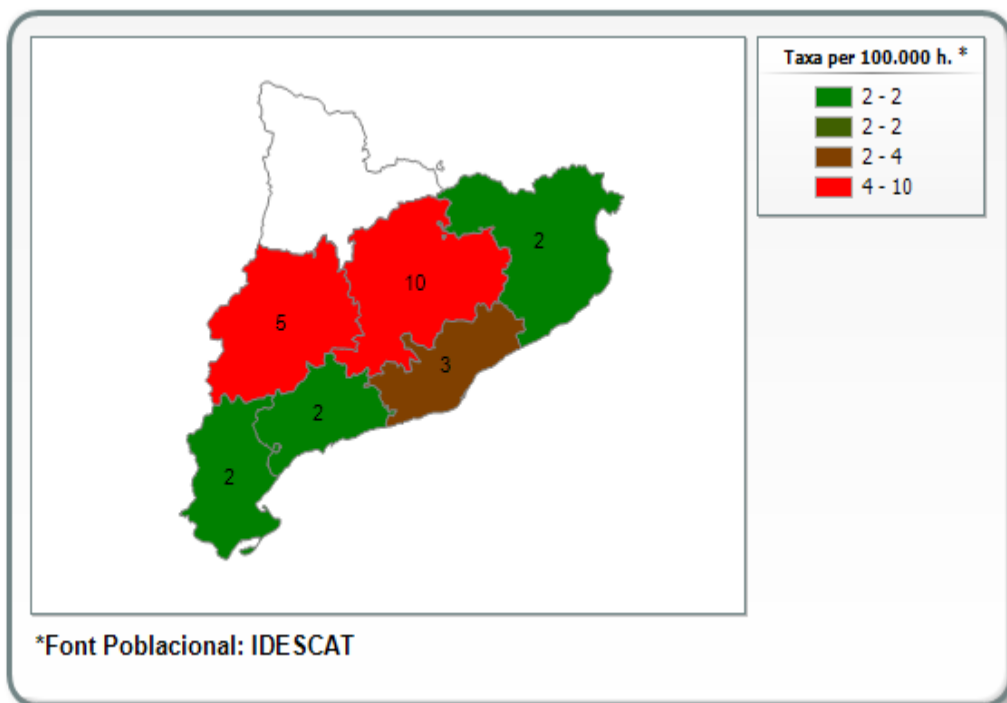 Taxa per 100.000 h. *
2 - 2
2 - 2
2 - 4
4 - 10
2
10
5
3
2
2
*Font Poblacional: IDESCAT